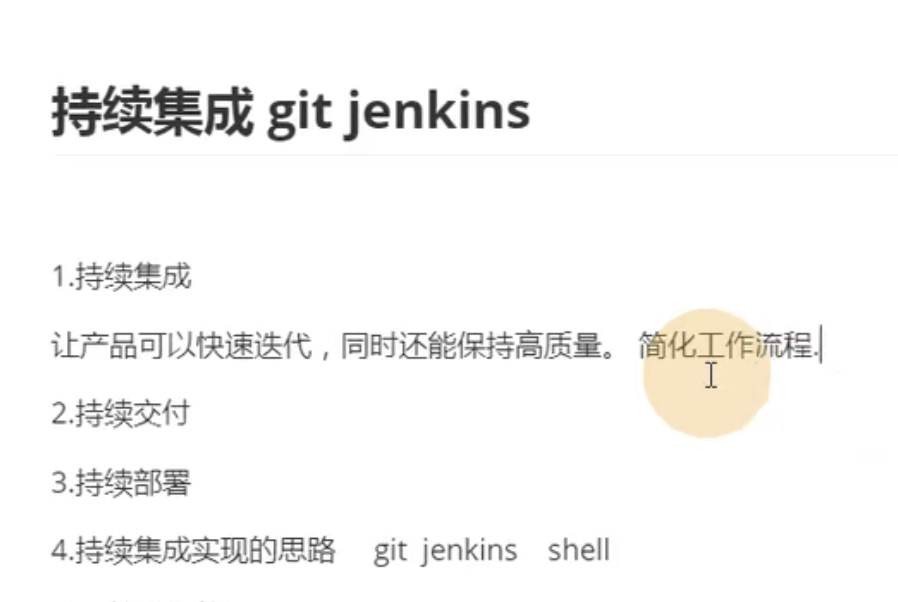 持续集成 git jenkins
1.持续集成
让产品可以快速迭代，同时还能保持高质量。 简化工作流程.
2.持续交付
3.持续部署
4.持续集成实现的思路 git jenkins shell